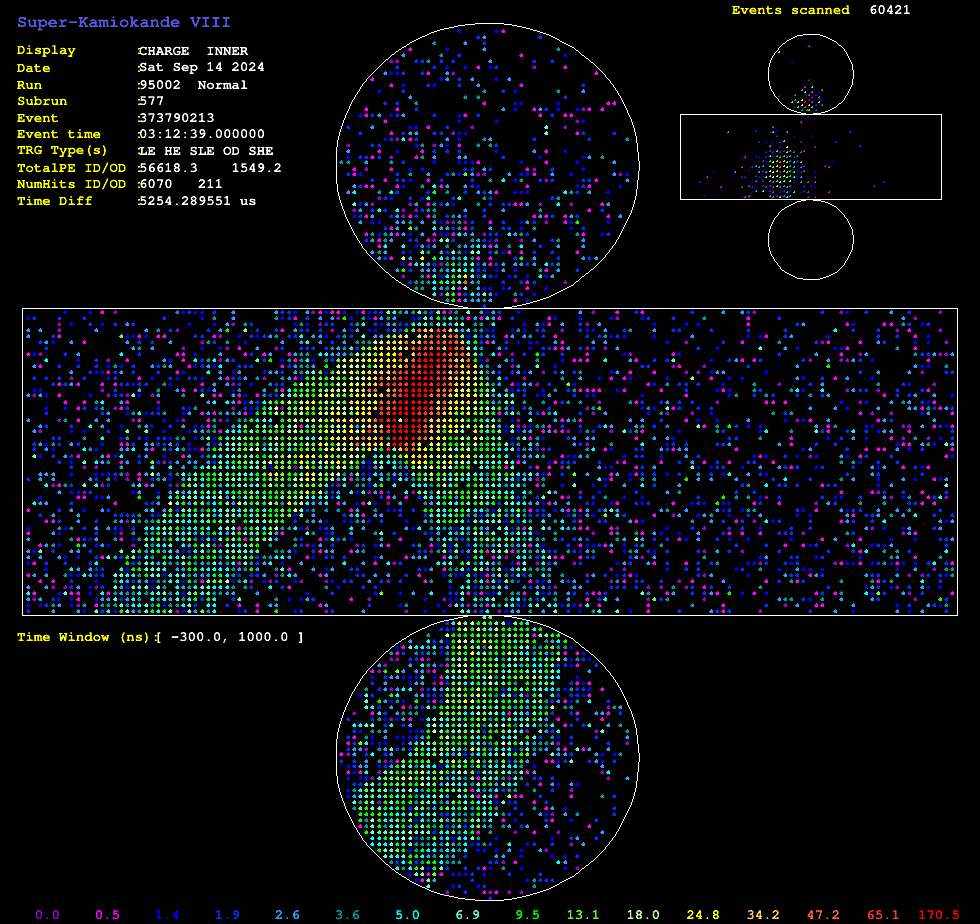 Super-Kamiokande VIII
Events scanned 60421
Display :CHARGE INNER
Date :Sat Sep 14 2024
Run :95002 Normal
Subrun :577
Event :373790213
Event time :03:12:39.000000
TRG Type(s) :LE HE SLE OD SHE
TotalPE ID/OD :56618.3 1549.2
NumHits ID/OD :6070 211
Time Diff :5254.289551 us
Time Window (ns):[ -300.0, 1000.0 ]
0.0 0.5 1.4 1.9 2.6 3.6 5.0 6.9 9.5 13.1 18.0 24.8 34.2 47.2 65.1 170.5